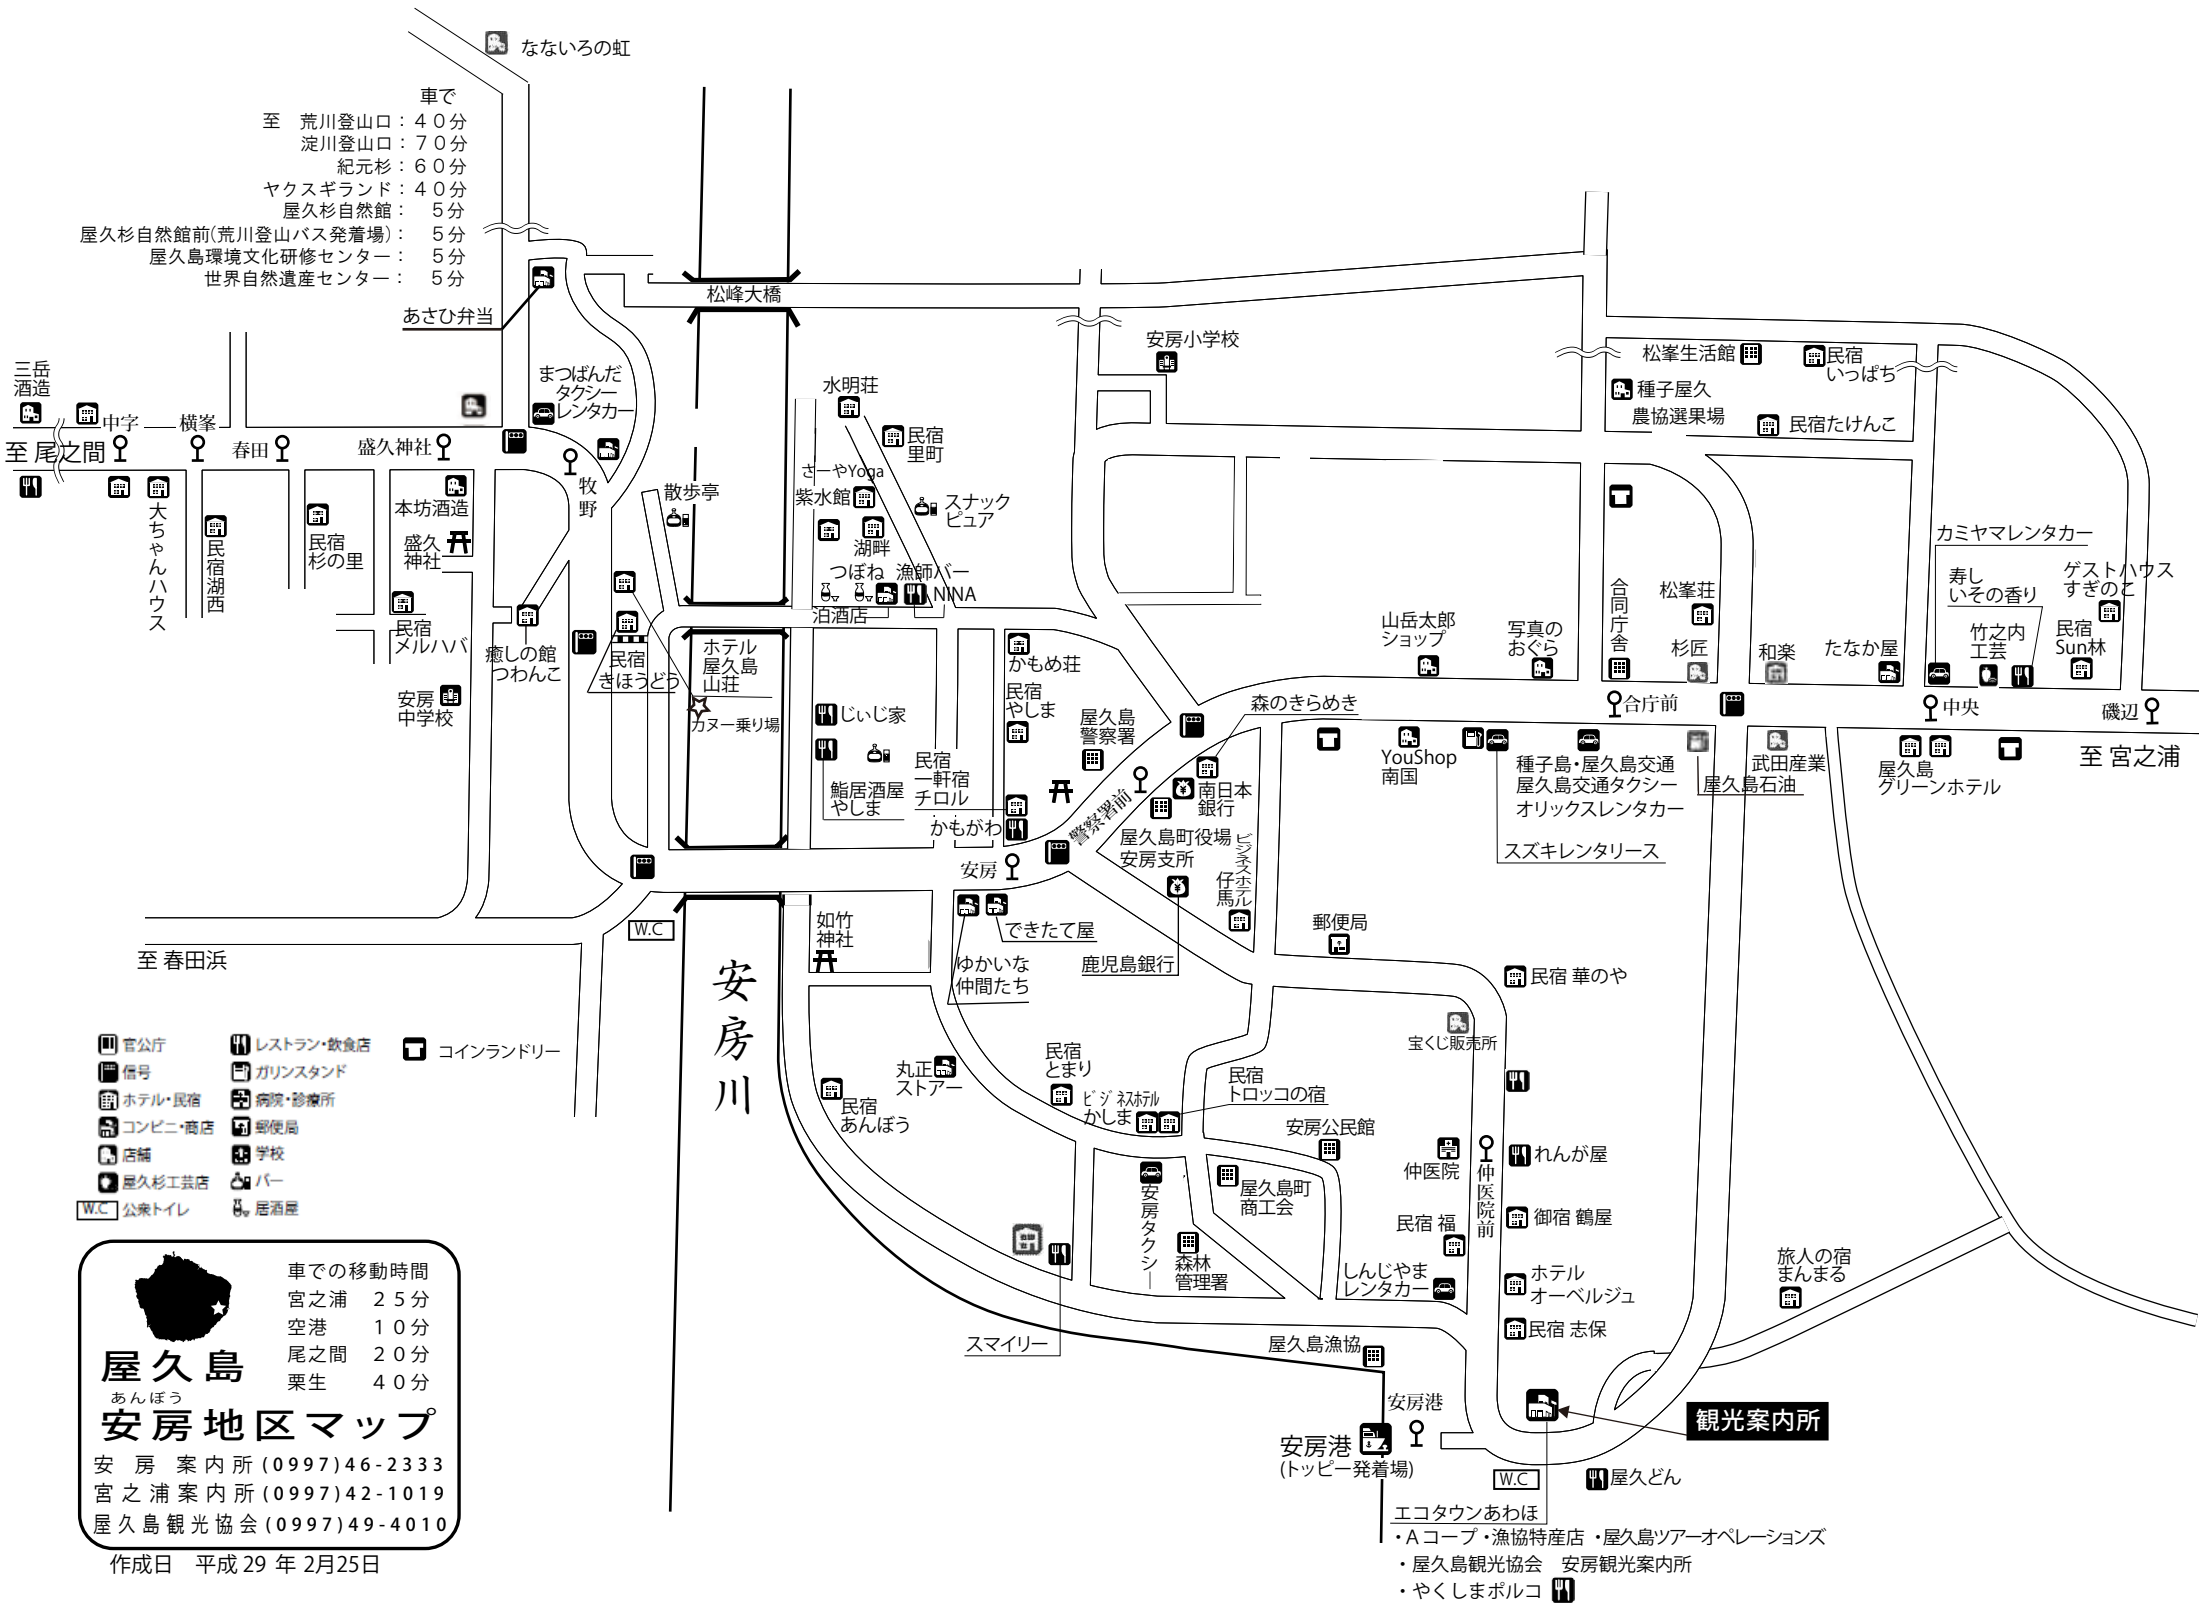 なないろの虹
車で
至　荒川登山口：４０分
淀川登山口：７０分
紀元杉：６０分
ヤクスギランド：４０分
屋久杉自然館：　５分
屋久杉自然館前(荒川登山バス発着場)：　５分
屋久島環境文化研修センター：　５分
世界自然遺産センター：　５分
あさひ弁当
松峰大橋
三岳
酒造
中字
横峯
春田
盛久神社
至 尾之間
まつばんだ
タクシー
レンタカー
牧野
大ちゃんハウス
民宿湖西
民宿
杉の里
本坊酒造
盛久
神社
民宿
メルハバ
安房
中学校
癒しの館
つわんこ
民宿
きほうどう
散歩亭
水明荘
民宿
里町
さーやYoga
紫水館
湖畔
スナック
ピュア
つぼね
漁師バー
NINA
泊酒店
ホテル
屋久島
山荘
カヌー乗り場
じぃじ家
鮨居酒屋
やしま
民宿
一軒宿
チロル
かもめ荘
民宿
やしま
かもがわ
屋久島
警察署
警察署前
安房
安房小学校
松峯生活館
民宿
いっぱち
種子屋久
農協選果場
民宿たけんこ
カミヤマレンタカー
寿し
いその香り
ゲストハウス
すぎのこ
竹之内
工芸
民宿
Sun林
合同庁舎
松峯荘
杉匠
和楽
たなか屋
山岳太郎
ショップ
写真の
おぐら
合庁前
中央
磯辺
至 宮之浦
森のきらめき
南日本
銀行
屋久島町役場
安房支所
ビジネスホテル
仔馬
鹿児島銀行
YouShop
南国
種子島・屋久島交通
屋久島交通タクシー
オリックスレンタカー
スズキレンタリース
武田産業
屋久島石油
屋久島
グリーンホテル
W.C
至 春田浜
安房川
如竹
神社
できたて屋
ゆかいな
仲間たち
郵便局
民宿 華のや
宝くじ販売所
丸正
ストアー
民宿
あんぼう
民宿
とまり
ビジネスホテル
かしま
民宿
トロッコの宿
安房公民館
仲医院
仲医院前
れんが屋
安房タクシー
屋久島町
商工会
森林
管理署
民宿 福
御宿 鶴屋
しんじやま
レンタカー
ホテル
オーベルジュ
民宿 志保
旅人の宿
まんまる
スマイリー
屋久島漁協
安房港
安房港
(トッピー発着場)
観光案内所
W.C
屋久どん
エコタウンあわほ
・Aコープ・漁協特産店 ・屋久島ツアーオペレーションズ
・屋久島観光協会　安房観光案内所
・やくしまポルコ
官公庁
レストラン・飲食店
コインランドリー
信号
ガリンスタンド
ホテル・民宿
病院・診療所
コンビニ・商店
郵便局
店舗
学校
屋久杉工芸店
バー
W.C 公衆トイレ
居酒屋
車での移動時間
宮之浦　２５分
空港　１０分
尾之間　２０分
栗生　４０分
屋久島
あんぼう
安房地区マップ
安 房 案内所(0997)46-2333
宮之浦案内所(0997)42-1019
屋久島観光協会(0997)49-4010
作成日　平成 29 年 2月25日